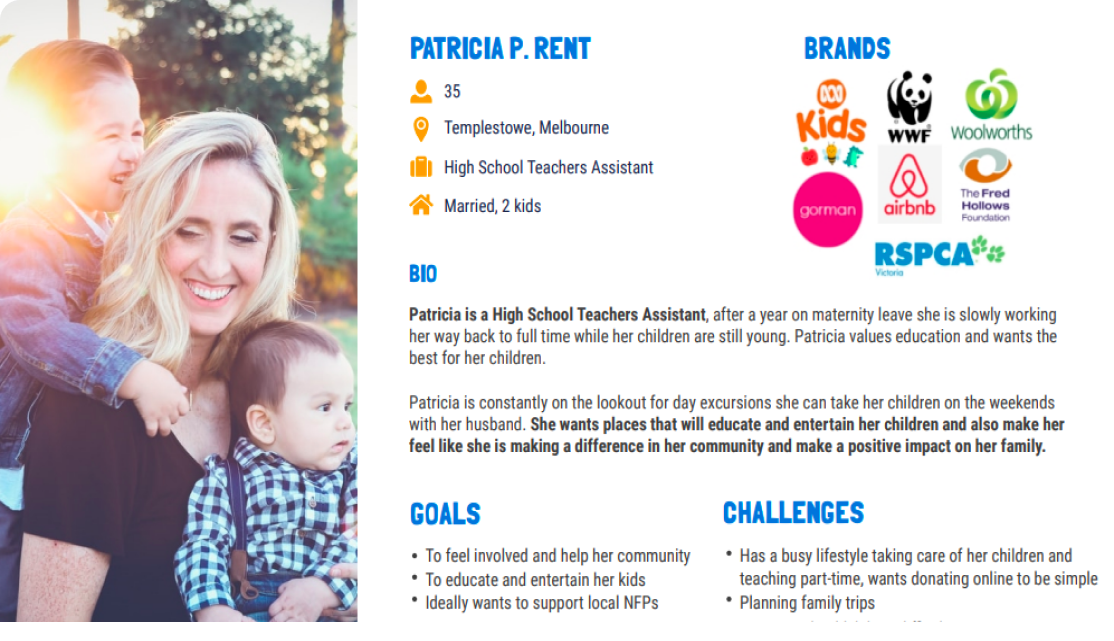 PATRICIA P. RENT
35
Templestowe, Melbourne
High School Teachers Assistant
Married, 2 kids
BRANDS
abc
Kids
WWF
Woolworths
gorman
airbnb
The Fred
Hollows
Foundation
RSPCA
Victoria
BIO
Patricia is a High School Teachers Assistant, after a year on maternity leave she is slowly working
her way back to full time while her children are still young. Patricia values education and wants the
best for her children.
Patricia is constantly on the lookout for day excursions she can take her children on the weekends
with her husband. She wants places that will educate and entertain her children and also make her
feel like she is making a difference in her community and make a positive impact on her family.
GOALS
• To feel involved and help her community
• To educate and entertain her kids
• Ideally wants to support local NFPs
CHALLENGES
• Has a busy lifestyle taking care of her children and
teaching part-time, wants donating online to be simple
• Planning family trips